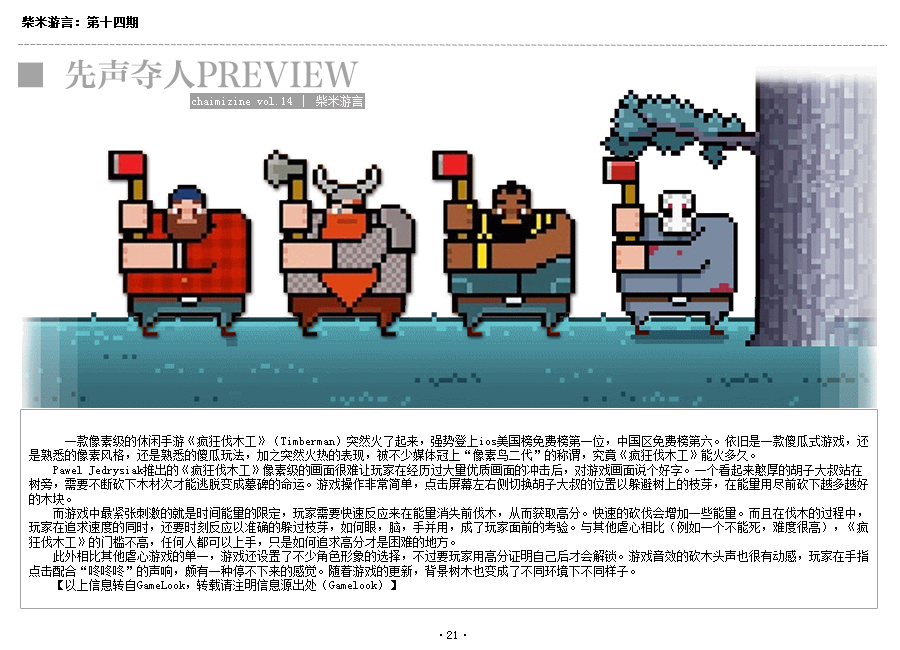 柴米游言：第十四期
先声夺人PREVIEW
chaimizine vol.14 | 柴米游言
一款像素级的休闲手游《疯狂伐木工》（Timberman）突然火了起来，强势登上ios美国榜免费榜第一位，中国区免费榜第六。依旧是一款傻瓜式游戏，还
是熟悉的像素风格，还是熟悉的傻瓜玩法，加之突然火热的表现，被不少媒体冠上“像素鸟二代”的称谓，究竟《疯狂伐木工》能火多久。
Pawel Jedrysiak推出的《疯狂伐木工》像素级的画面很难让玩家在经历过大量优质画面的冲击后，对游戏画面说个好字。一个看起来憨厚的胡子大叔站在
树旁，需要不断砍下木材次才能逃脱变成墓碑的命运。游戏操作非常简单，点击屏幕左右侧切换胡子大叔的位置以躲避树上的枝芽，在能量用尽前砍下越多越好
的木块。
而游戏中最紧张刺激的就是时间能量的限定，玩家需要快速反应来在能量消失前伐木，从而获取高分。快速的砍伐会增加一些能量。而且在伐木的过程中，
玩家在追求速度的同时，还要时刻反应以准确的躲过枝芽，如何眼，脑，手并用，成了玩家面前的考验。与其他虐心相比（例如一个不能死，难度很高），《疯
狂伐木工》的门槛不高，任何人都可以上手，只是如何追求高分才是困难的地方。
此外相比其他虐心游戏的单一，游戏还设置了不少角色形象的选择，不过要玩家用高分证明自己后才会解锁。游戏音效的砍木头声也很有动感，玩家在手指
点击配合“咚咚咚”的声响，颇有一种停不下来的感觉。随着游戏的更新，背景树木也变成了不同环境下不同样子。
【以上信息转自GameLook，转载请注明信息源出处（Gamelook）】
·21·